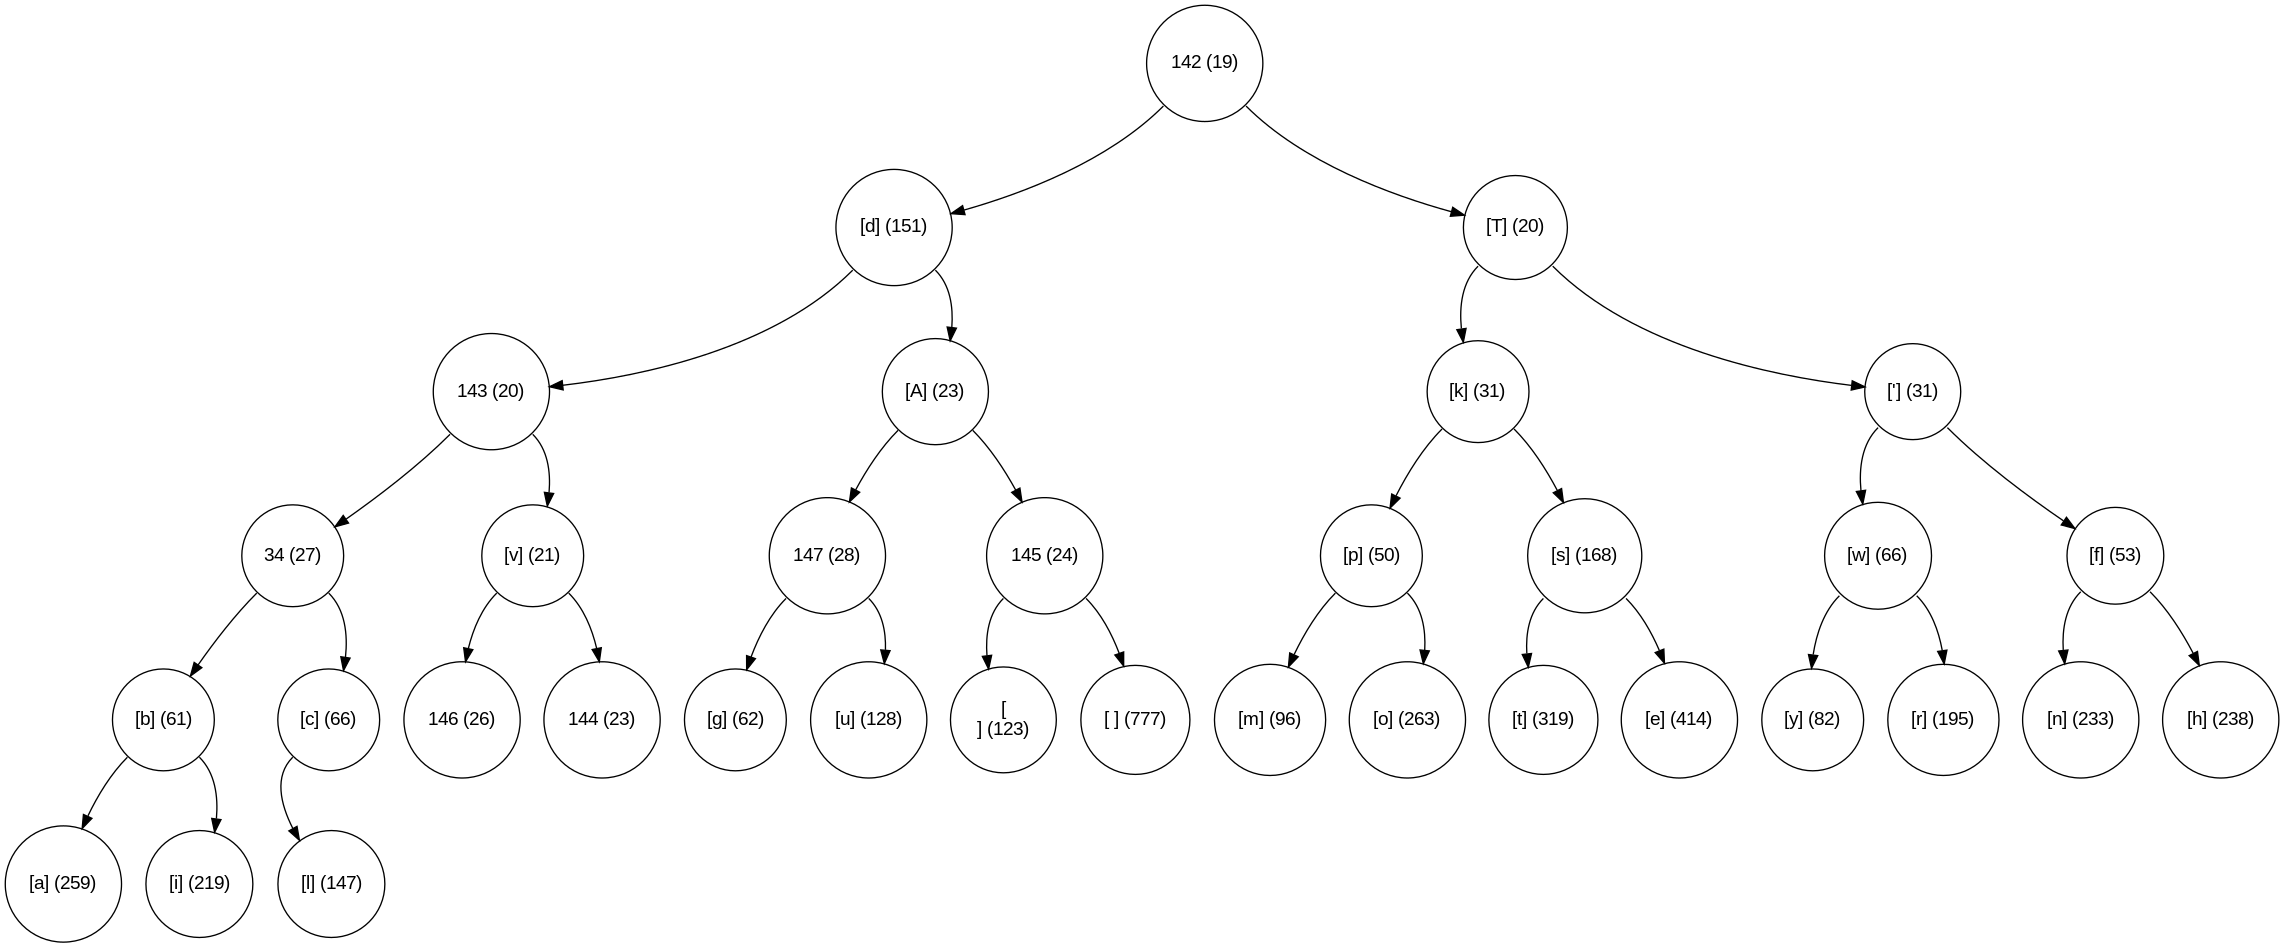 142 (19)
[d] (151)
[T] (20)
143 (20)
[A] (23)
[k] (31)
['] (31)
34 (27)
[v] (21)
147 (28)
145 (24)
[p] (50)
[s] (168)
[w] (66)
[f] (53)
[b] (61)
[c] (66)
146 (26)
144 (23)
[g] (62)
[u] (128)
[
] (123)
[ ] (777)
[m] (96)
[o] (263)
[t] (319)
[e] (414)
[y] (82)
[r] (195)
[n] (233)
[h] (238)
[a] (259)
[i] (219)
[l] (147)